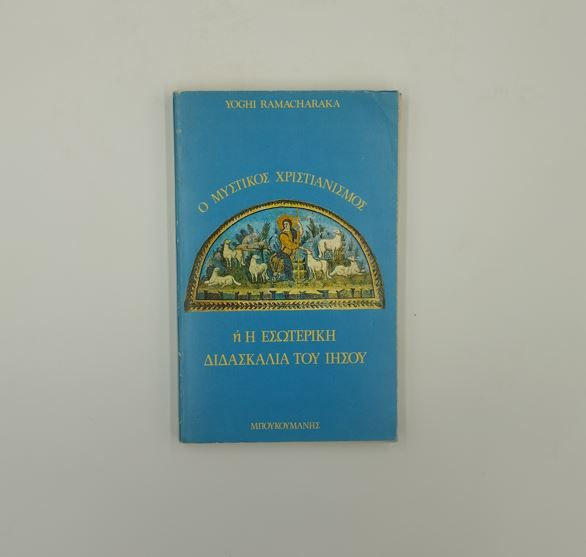 YOGHI RAMACHARAKA
Ο ΜΥΣΤΙΚΟΣ ΧΡΙΣΤΙΑΝΙΣΜΟΣ
ή Η ΕΣΩΤΕΡΙΚΗ
ΔΙΔΑΣΚΑΛΙΑ ΤΟΥ ΙΗΣΟΥ
ΜΠΟΥΚΟΥΜΑΝΗΣ